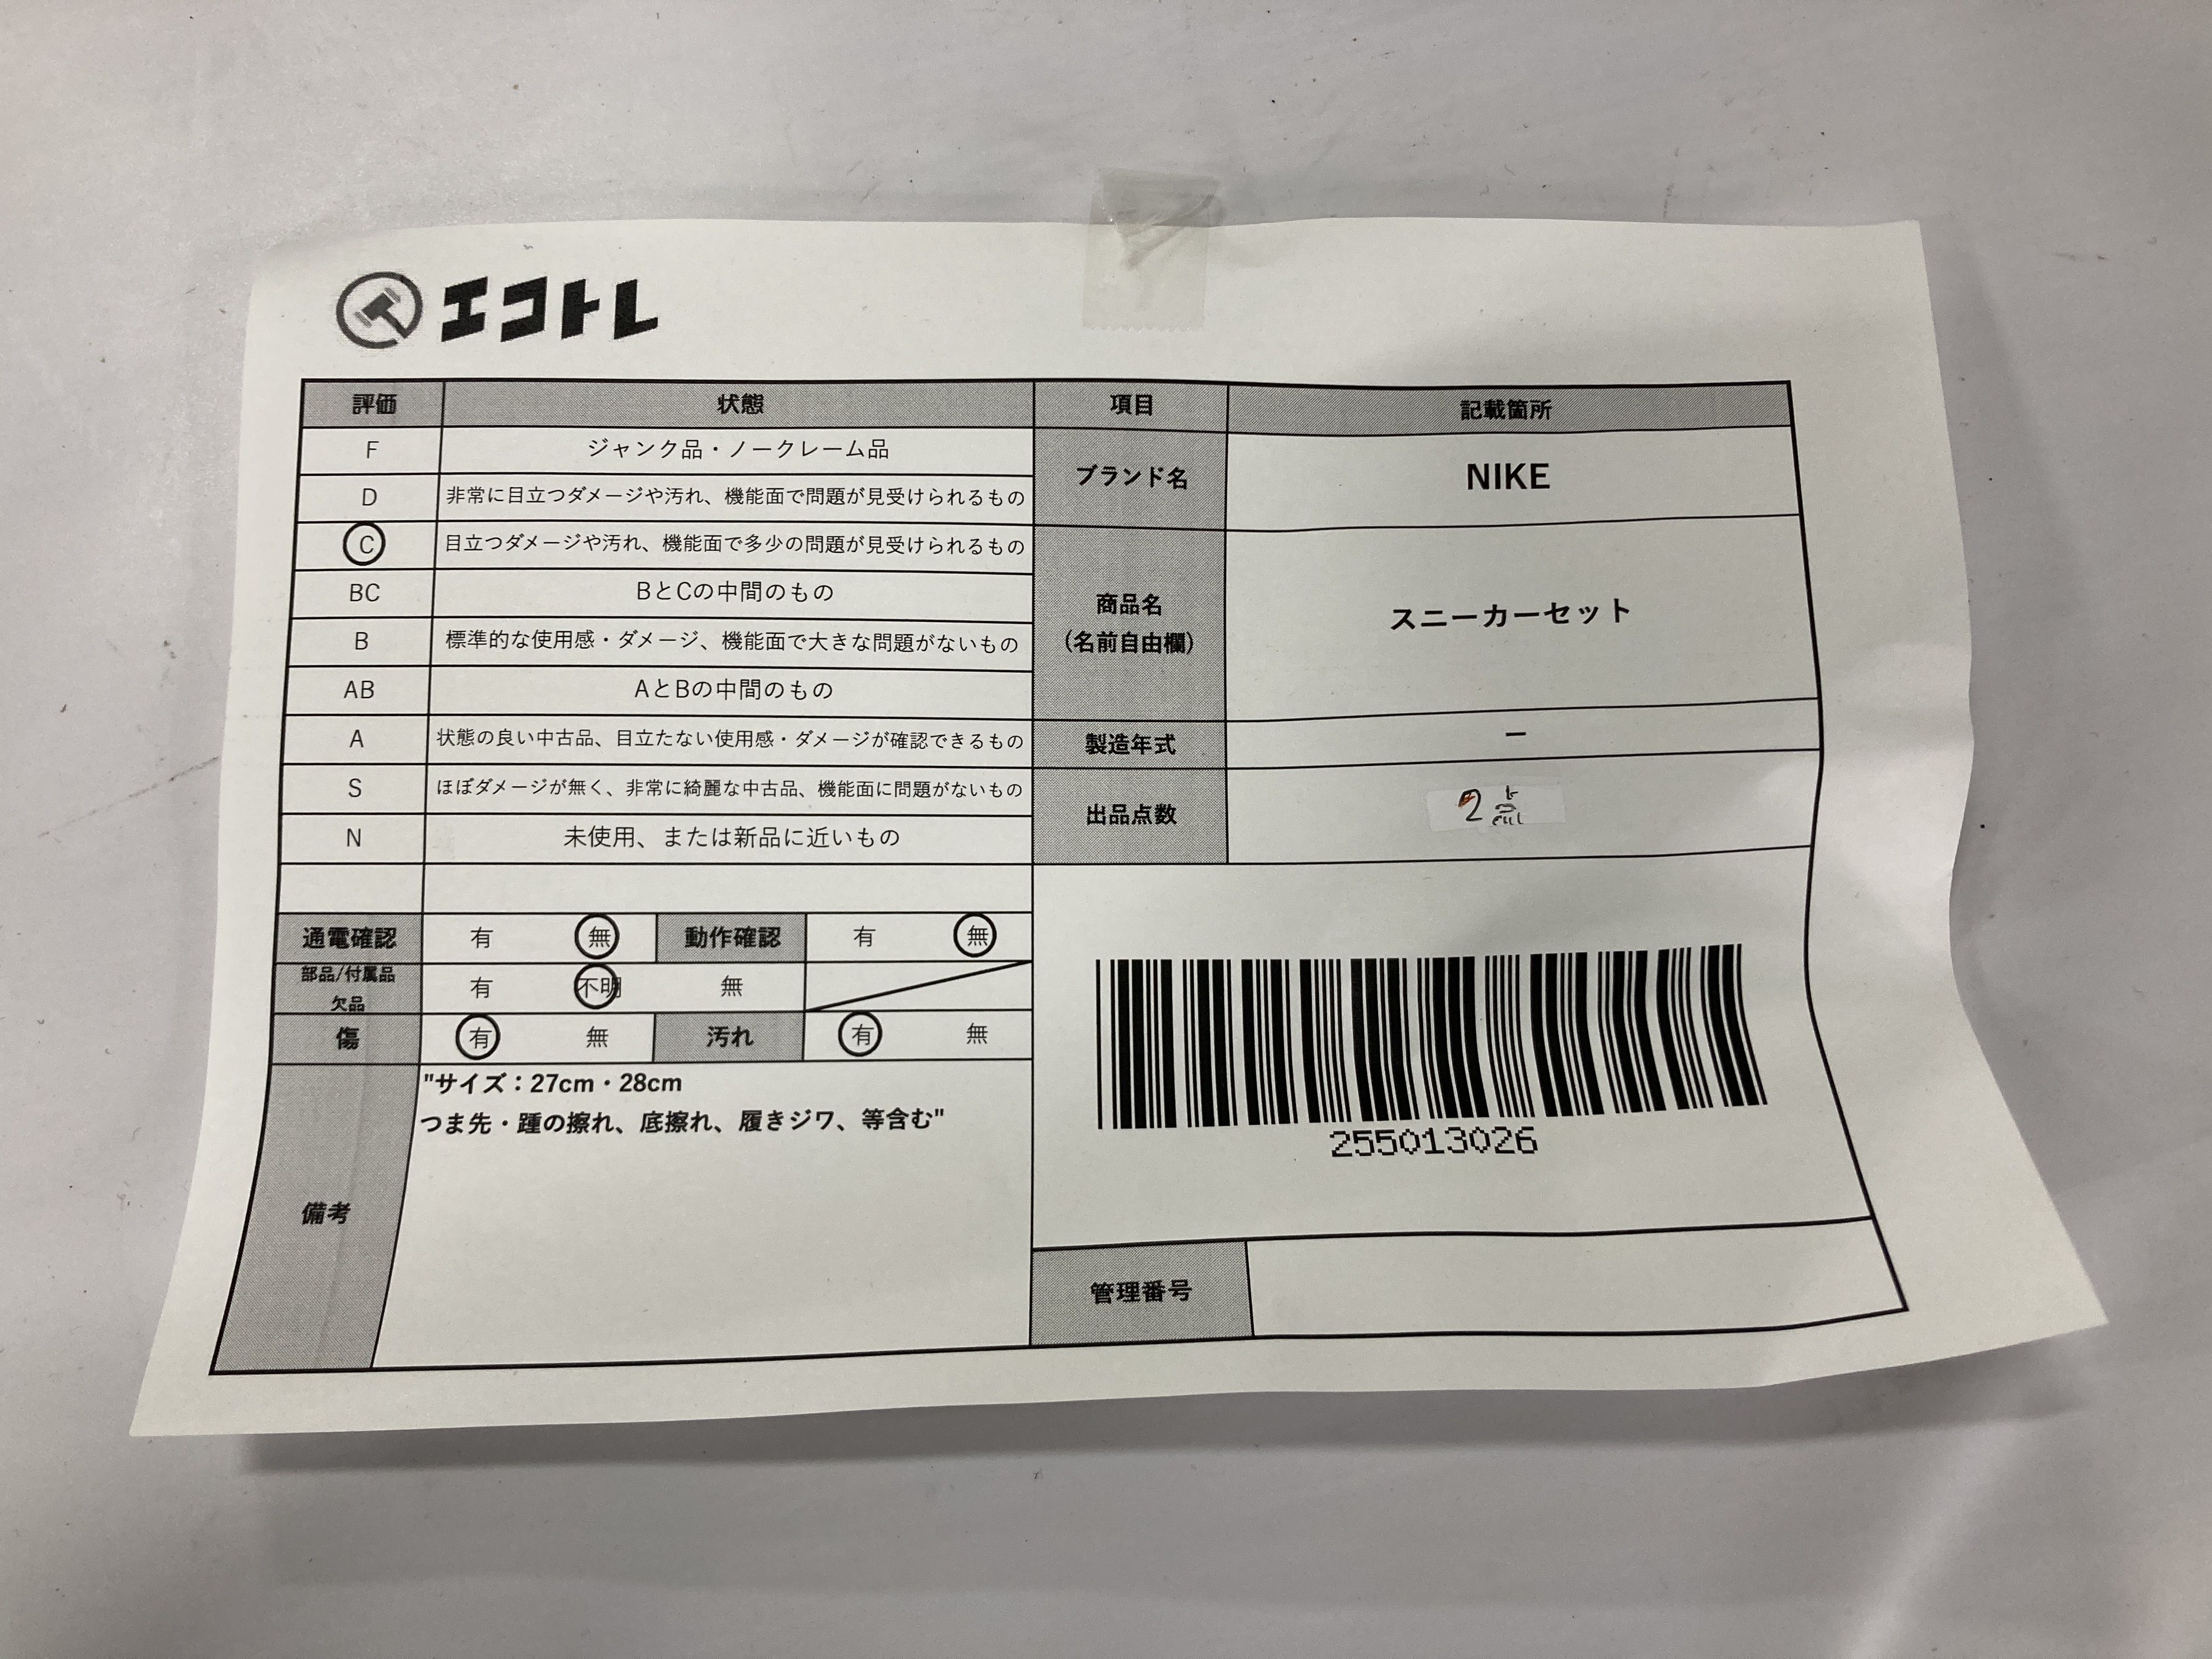 エコトレ
評価 状態 項目 記載箇所
F ジャンク品・ノークレーム品
D 非常に目立つダメージや汚れ、機能面で問題が見受けられるもの
ブランド名 NIKE
C 目立つダメージや汚れ、機能面で多少の問題が見受けられるもの
BC BとCの中間のもの
B 標準的な使用感・ダメージ、機能面で大きな問題がないもの
AB AとBの中間のもの
商品名
(名前自由欄)
スニーカーセット
A 状態の良い中古品、目立たない使用感・ダメージが確認できるもの
製造年式 ー
S ほぼダメージが無く、非常に綺麗な中古品、機能面に問題がないもの
N 未使用、または新品に近いもの
出品点数 2点
通電確認 有 無 動作確認 有 無
部品/付属品
欠品
有 不明 無
傷 有 無 汚れ 有 無
備考
"サイズ：27cm・28cm
つま先・踵の擦れ、底擦れ、履きジワ、等含む"
255013026
管理番号